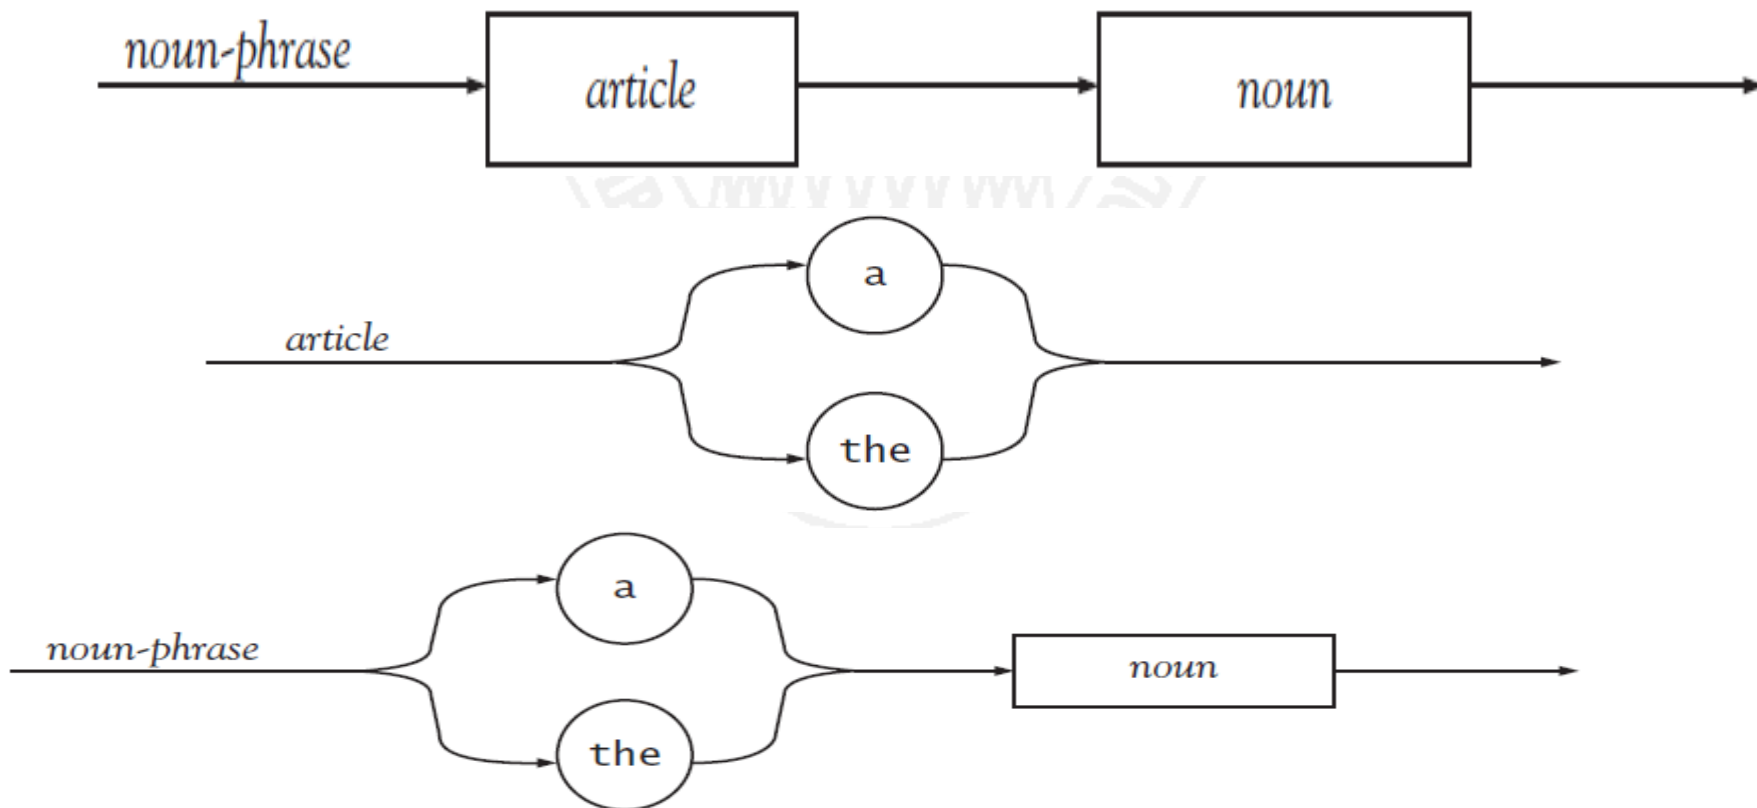 noun-phrase article noun
a
article
the
a
noun-phrase noun
the